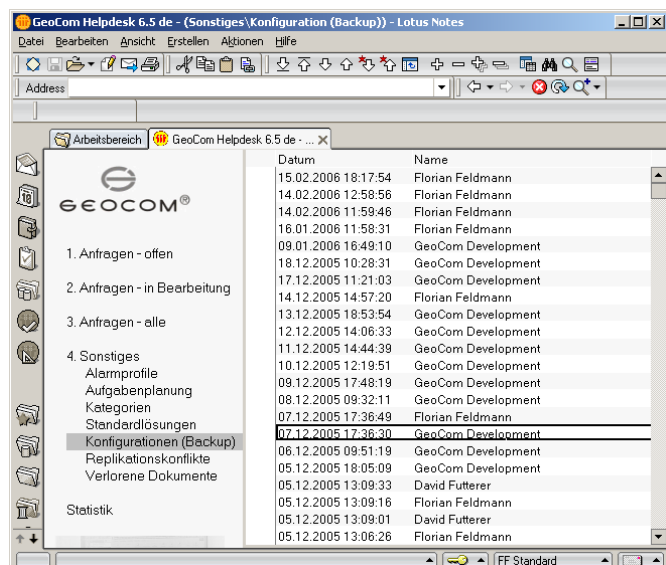 GeoCom Helpdesk 6.5 de - (Sonstiges\Konfiguration (Backup)) - Lotus Notes
Datei Bearbeiten Ansicht Erstellen Aktionen Hilfe
Address
Arbeitsbereich GeoCom Helpdesk 6.5 de - ...
GEOCOM®
1. Anfragen - offen
2. Anfragen - in Bearbeitung
3. Anfragen - alle
4. Sonstiges
Alarmprofile
Aufgabenplanung
Kategorien
Standardlösungen
Konfigurationen (Backup)
Replikationskonflikte
Verlorene Dokumente
Statistik
Datum Name
15.02.2006 18:17:54 Florian Feldmann
14.02.2006 12:58:56 Florian Feldmann
14.02.2006 11:59:46 Florian Feldmann
16.01.2006 11:58:31 Florian Feldmann
09.01.2006 16:49:10 GeoCom Development
18.12.2005 10:28:31 GeoCom Development
17.12.2005 11:21:03 GeoCom Development
14.12.2005 14:57:20 Florian Feldmann
13.12.2005 18:53:54 GeoCom Development
12.12.2005 14:06:33 GeoCom Development
11.12.2005 14:44:39 GeoCom Development
10.12.2005 12:19:51 GeoCom Development
09.12.2005 17:48:19 GeoCom Development
08.12.2005 09:32:11 GeoCom Development
07.12.2005 17:36:49 Florian Feldmann
07.12.2005 17:36:30 GeoCom Development
06.12.2005 09:51:19 GeoCom Development
05.12.2005 18:05:09 GeoCom Development
05.12.2005 13:09:33 David Futterer
05.12.2005 13:09:16 Florian Feldmann
05.12.2005 13:09:01 David Futterer
05.12.2005 13:06:26 Florian Feldmann
FF Standard